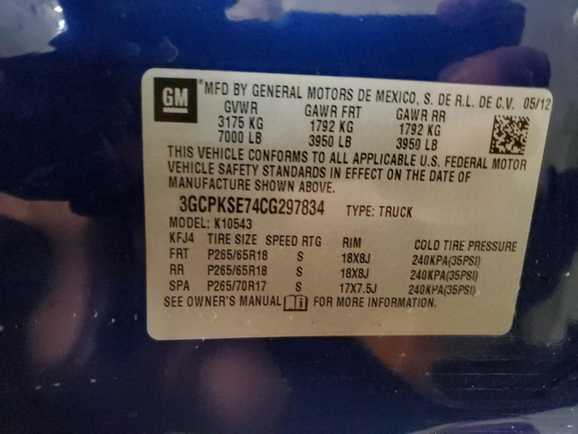 GM
*MFD BY GENERAL MOTORS DE MEXICO, S. DE R.L. DE C.V. 05/12
GVWR GAWR FRT GAWR RR
3175 KG 1792 KG 1792 KG
7000 LB 3950 LB 3950 LB
THIS VEHICLE CONFORMS TO ALL APPLICABLE U.S. FEDERAL MOTOR
VEHICLE SAFETY STANDARDS IN EFFECT ON THE DATE OF
MANUFACTURE SHOWN ABOVE.
3GCPKSE74CG297834 TYPE: TRUCK
MODEL: K10543
KFJ4 TIRE SIZE SPEED RTG RIM COLD TIRE PRESSURE
FRT P265/65R18 S 18X8J 240KPA(35PSI)
RR P265/65R18 S 18X8J 240KPA(35PSI)
SPA P265/70R17 S 17X7.5J 240KPA(35PSI)
SEE OWNER'S MANUAL FOR MORE INFORMATION.